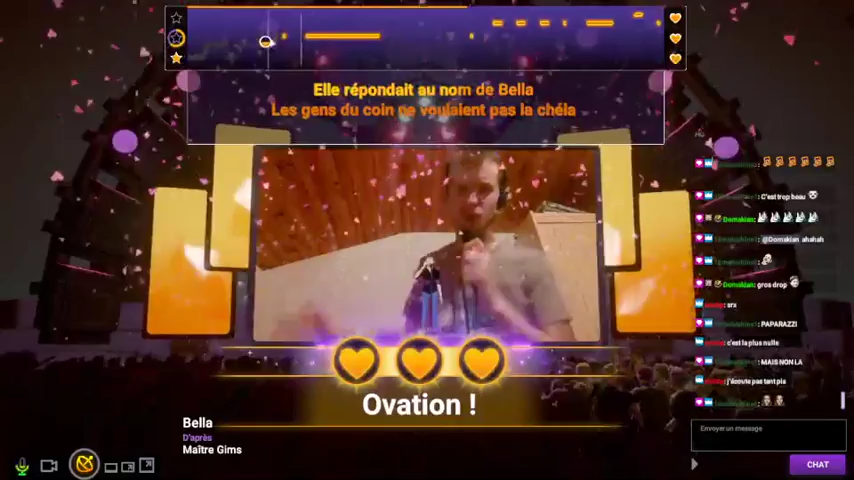 Elle répondait au nom de Bella
Les gens du coin ne voulaient pas la chéla
C'est trop beau
Domakian:
@Domakian ahahah
Domakian: gros drop
srx
PAPARAZZI
c'est la plus nulle
MAIS NON LA
j'écoute pas tant pis
Ovation !
Bella
D'après
Maître Gims
Envoyer un message
CHAT